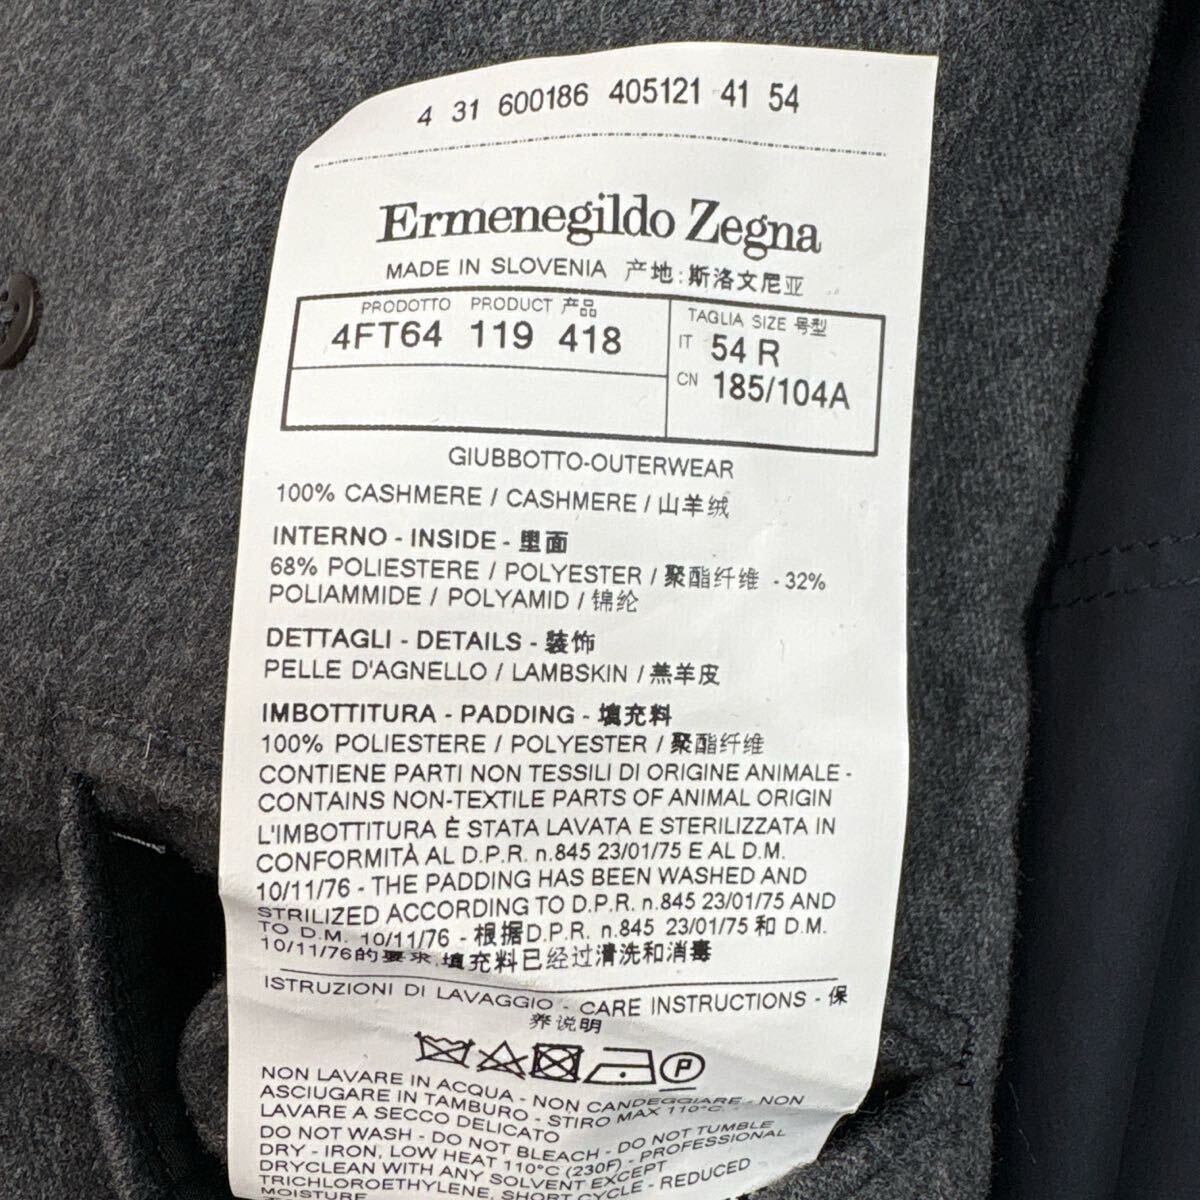 4 31 600186 405121 41 54
Ermenegildo Zegna
MADE IN SLOVENIA 产地:斯洛文尼亚
PRODOTTO PRODUCT 产品
4FT64 119 418
TAGLIA SIZE 号型
IT 54 R
CN 185/104A
GIUBBOTTO-OUTERWEAR
100% CASHMERE / CASHMERE / 山羊绒
INTERNO - INSIDE - 里面
68% POLIESTERE / POLYESTER / 聚酯纤维 - 32%
POLIAMMIDE / POLYAMID / 锦纶
DETTAGLI - DETAILS - 装饰
PELLE D'AGNELLO / LAMBSKIN / 羔羊皮
IMBOTTITURA - PADDING - 填充料
100% POLIESTERE / POLYESTER / 聚酯纤维
CONTIENE PARTI NON TESSILI DI ORIGINE ANIMALE -
CONTAINS NON-TEXTILE PARTS OF ANIMAL ORIGIN
L'IMBOTTITURA È STATA LAVATA E STERILIZZATA IN
CONFORMITÀ AL D.P.R. n.845 23/01/75 E AL D.M.
10/11/76 - THE PADDING HAS BEEN WASHED AND
STRILIZED ACCORDING TO D.P.R. n.845 23/01/75 AND
TO D.M. 10/11/76 - 根据D.P.R. n.845 23/01/75 和 D.M.
10/11/76的要求,填充料已经过清洗和消毒
ISTRUZIONI DI LAVAGGIO - CARE INSTRUCTIONS - 保
养说明
P
NON LAVARE IN ACQUA - NON CANDEGGIARE - NON
ASCIUGARE IN TAMBURO - STIRO MAX 110°C. -
LAVARE A SECCO DELICATO
DO NOT WASH - DO NOT BLEACH - DO NOT TUMBLE
DRY - IRON, LOW HEAT 110°C (230F) - PROFESSIONAL
DRYCLEAN WITH ANY SOLVENT EXCEPT
TRICHLOROETHYLENE, SHORT CYCLE - REDUCED
MOISTURE